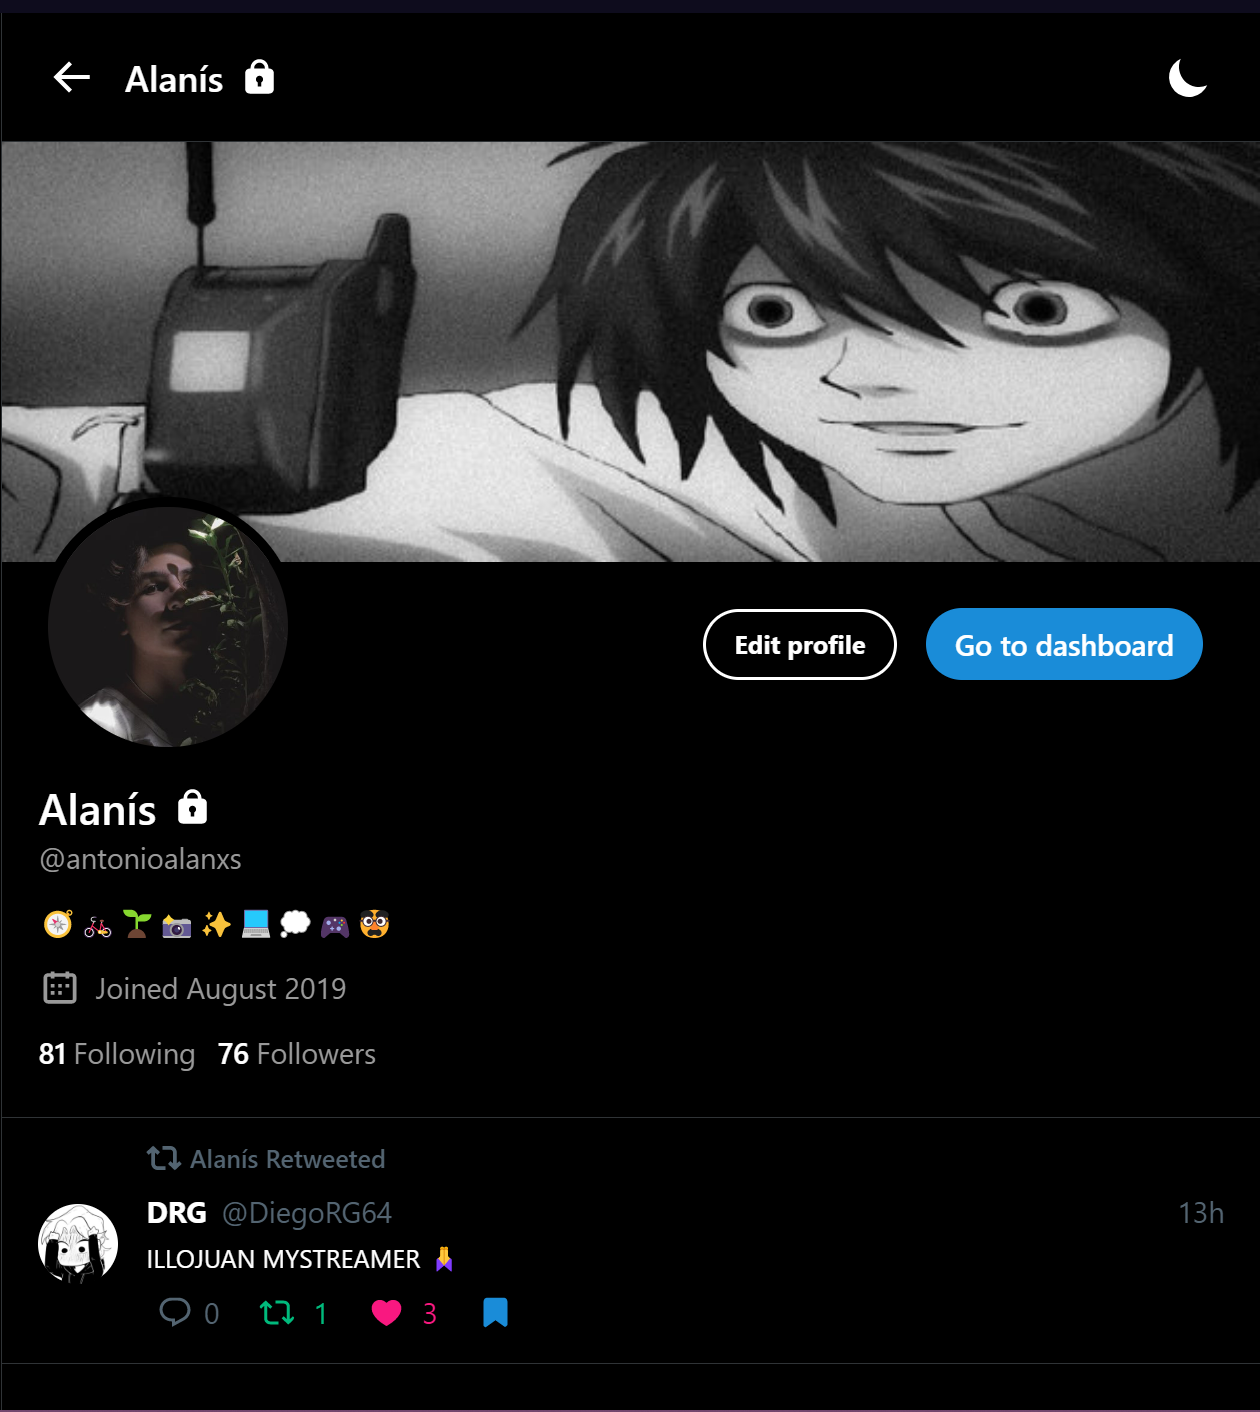 Alanís
Edit profile
Go to dashboard
Alanís
@antonioalanxs
🧭🚲🌱📸✨💻💭🎮🥸
Joined August 2019
81 Following 76 Followers
Alanís Retweeted
DRG @DiegoRG64 13h
ILLOJUAN MYSTREAMER 🙏
0 1 3